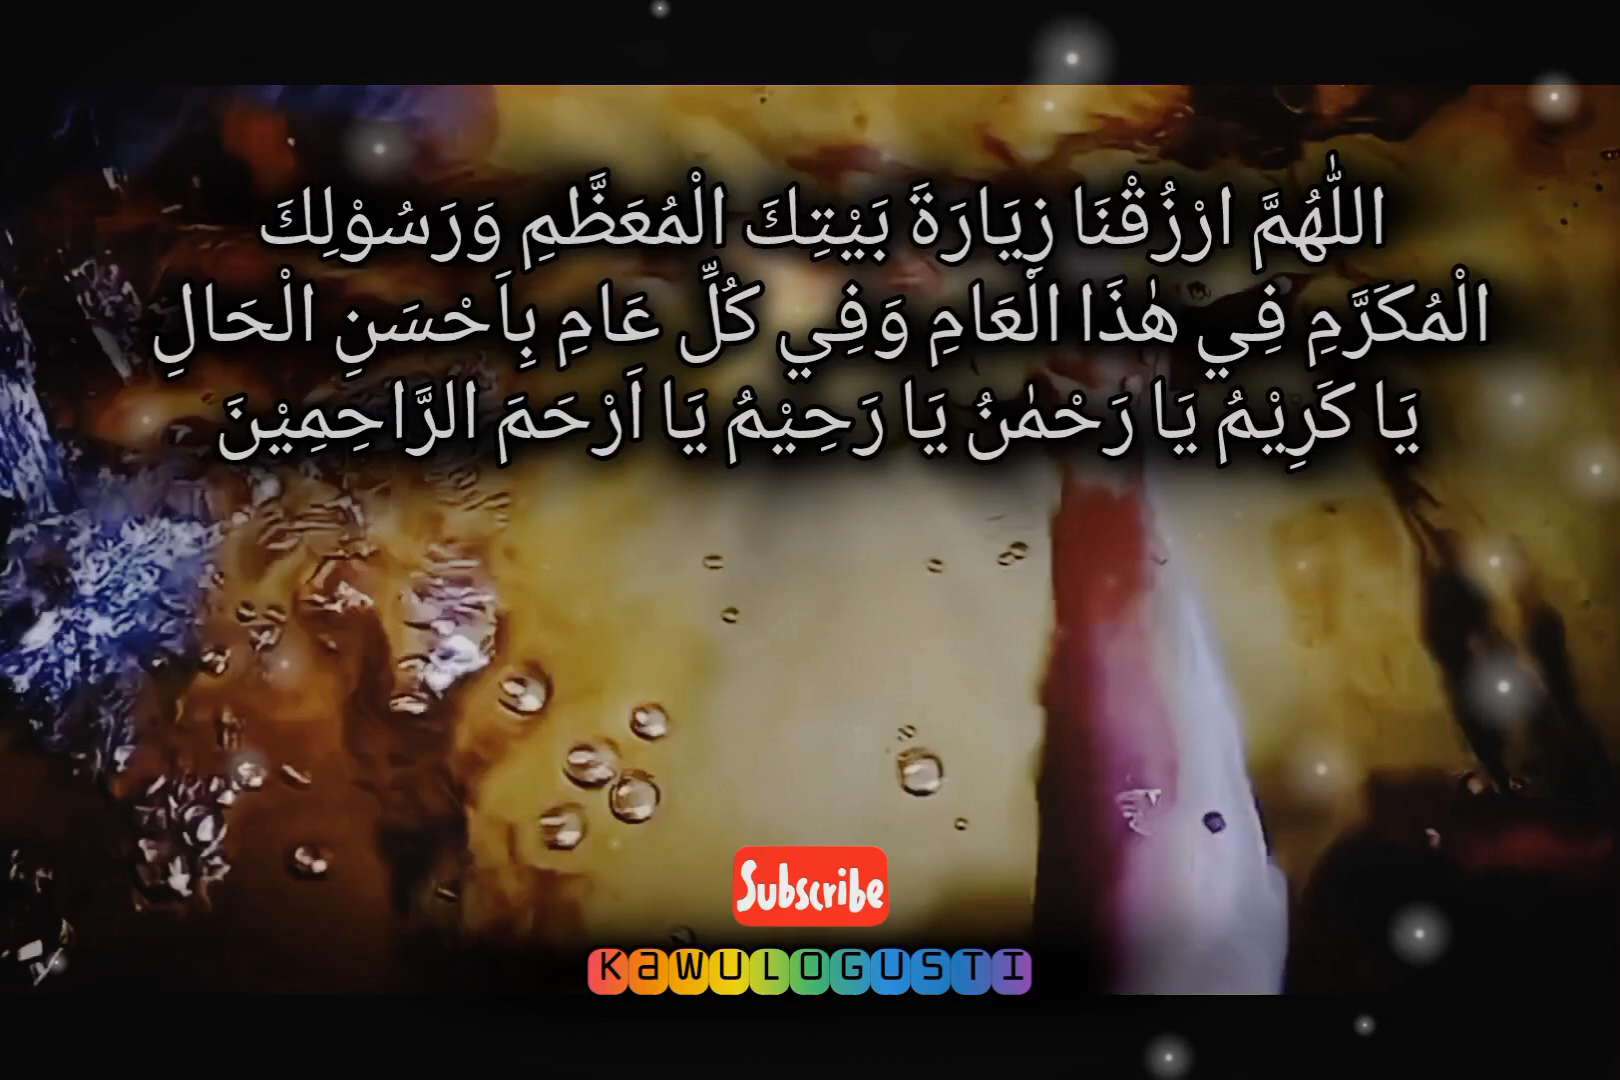 اللّٰهُمَّ ارْزُقْنَا زِيَارَةَ بَيْتِكَ الْمُعَظَّمِ وَرَسُوْلِكَ
الْمُكَرَّمِ فِي هٰذَا الْعَامِ وَفِي كُلِّ عَامِ بِاَحْسَنِ الْحَالِ
يَا كَرِيْمُ يَا رَحْمٰنُ يَا رَحِيْمُ يَا اَرْحَمَ الرَّاحِمِيْنَ
Subscribe
KaWULOGUSTI